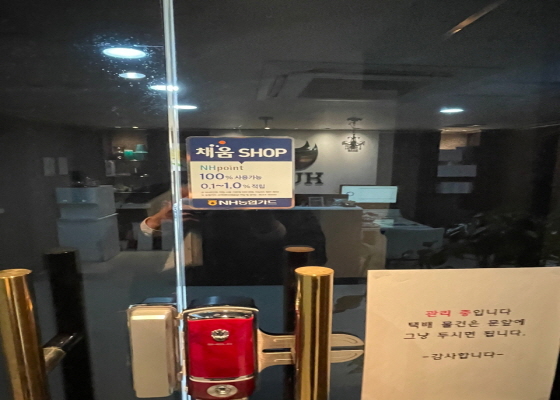 채움 SHOP
NHpoint
100% 사용가능
0.1~1.0% 적립
NH농협카드
관리 중입니다
택배 물건은 문앞에
그냥 두시면 됩니다.
-감사합니다-